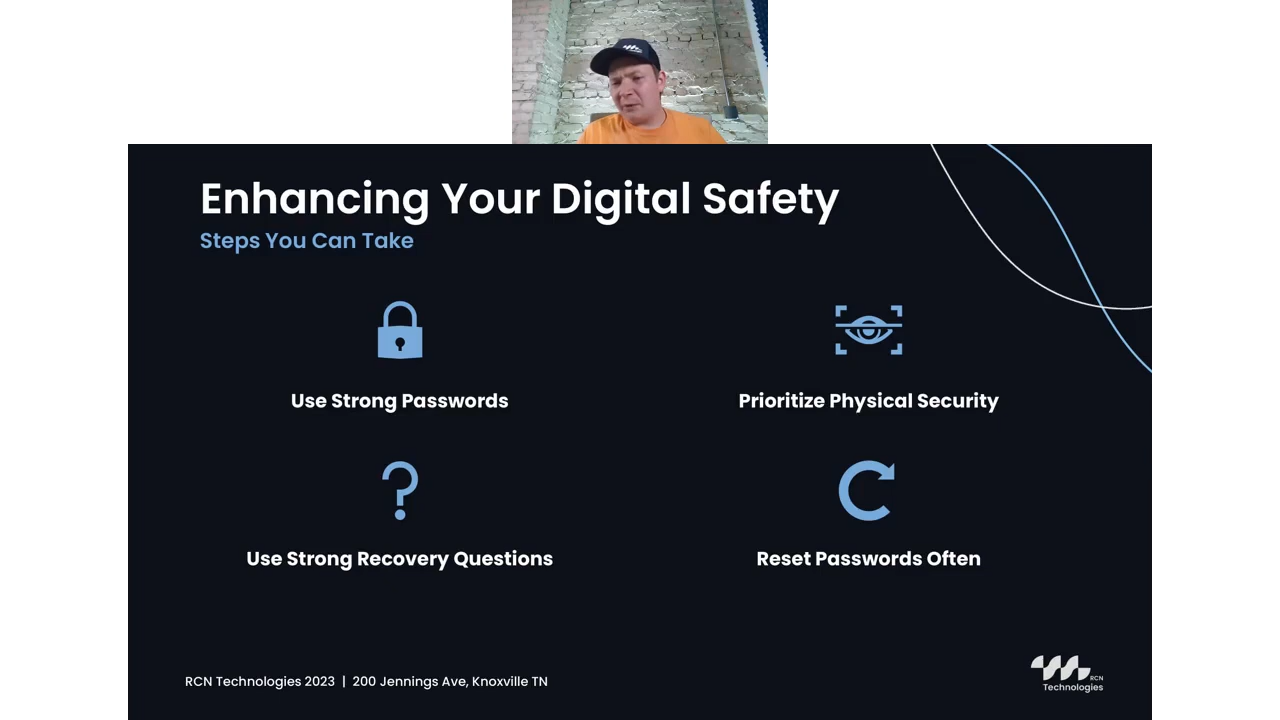 Enhancing Your Digital Safety
Steps You Can Take
Use Strong Passwords
Prioritize Physical Security
Use Strong Recovery Questions
Reset Passwords Often
RCN Technologies 2023 | 200 Jennings Ave, Knoxville TN
RCN
Technologies